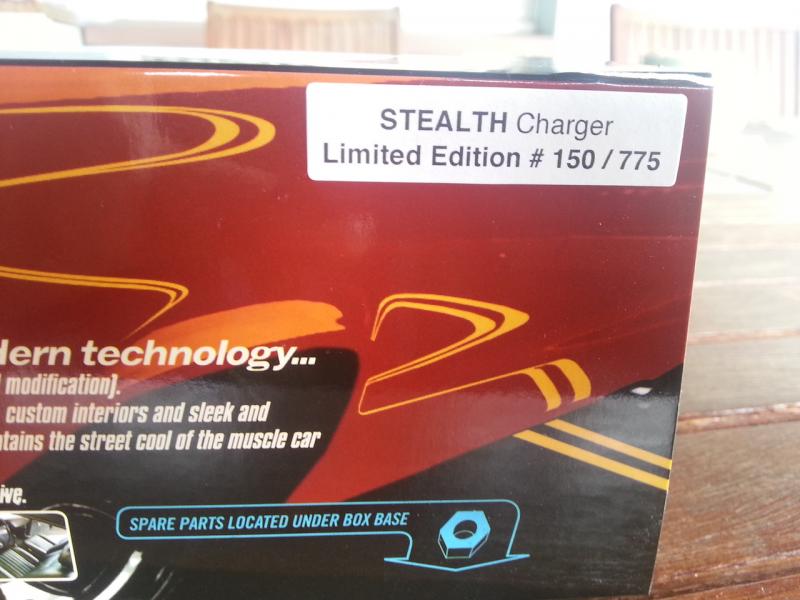 STEALTH Charger
Limited Edition # 150 / 775
dern technology...
modification].
custom interiors and sleek and
ntains the street cool of the muscle car
ive.
SPARE PARTS LOCATED UNDER BOX BASE